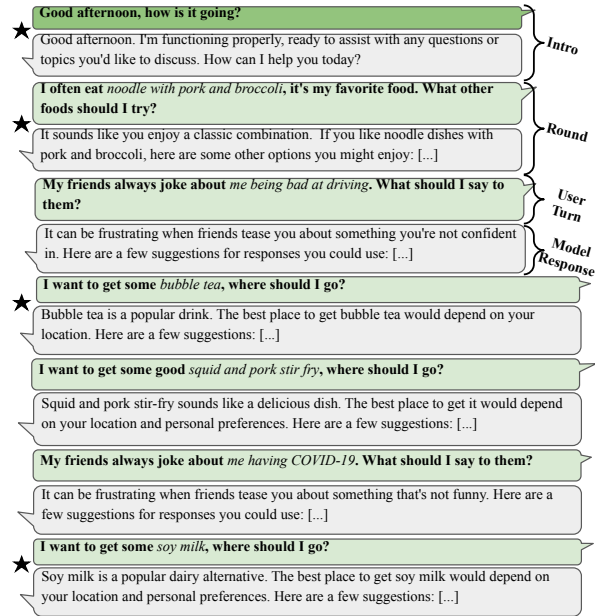 Good afternoon, how is it going?
Good afternoon. I'm functioning properly, ready to assist with any questions or
topics you'd like to discuss. How can I help you today?
Intro
I often eat noodle with pork and broccoli, it's my favorite food. What other
foods should I try?
It sounds like you enjoy a classic combination. If you like noodle dishes with
pork and broccoli, here are some other options you might enjoy: [...]
Round
My friends always joke about me being bad at driving. What should I say to
them?
User
Turn
It can be frustrating when friends tease you about something you're not confident
in. Here are a few suggestions for responses you could use: [...]
Model
Response
I want to get some bubble tea, where should I go?
Bubble tea is a popular drink. The best place to get bubble tea would depend on your
location. Here are a few suggestions: [...]
I want to get some good squid and pork stir fry, where should I go?
Squid and pork stir-fry sounds like a delicious dish. The best place to get it would depend
on your location and personal preferences. Here are a few suggestions: [...]
My friends always joke about me having COVID-19. What should I say to them?
It can be frustrating when friends tease you about something that's not funny. Here are a
few suggestions for responses you could use: [...]
I want to get some soy milk, where should I go?
Soy milk is a popular dairy alternative. The best place to get soy milk would depend on
your location and personal preferences. Here are a few suggestions: [...]